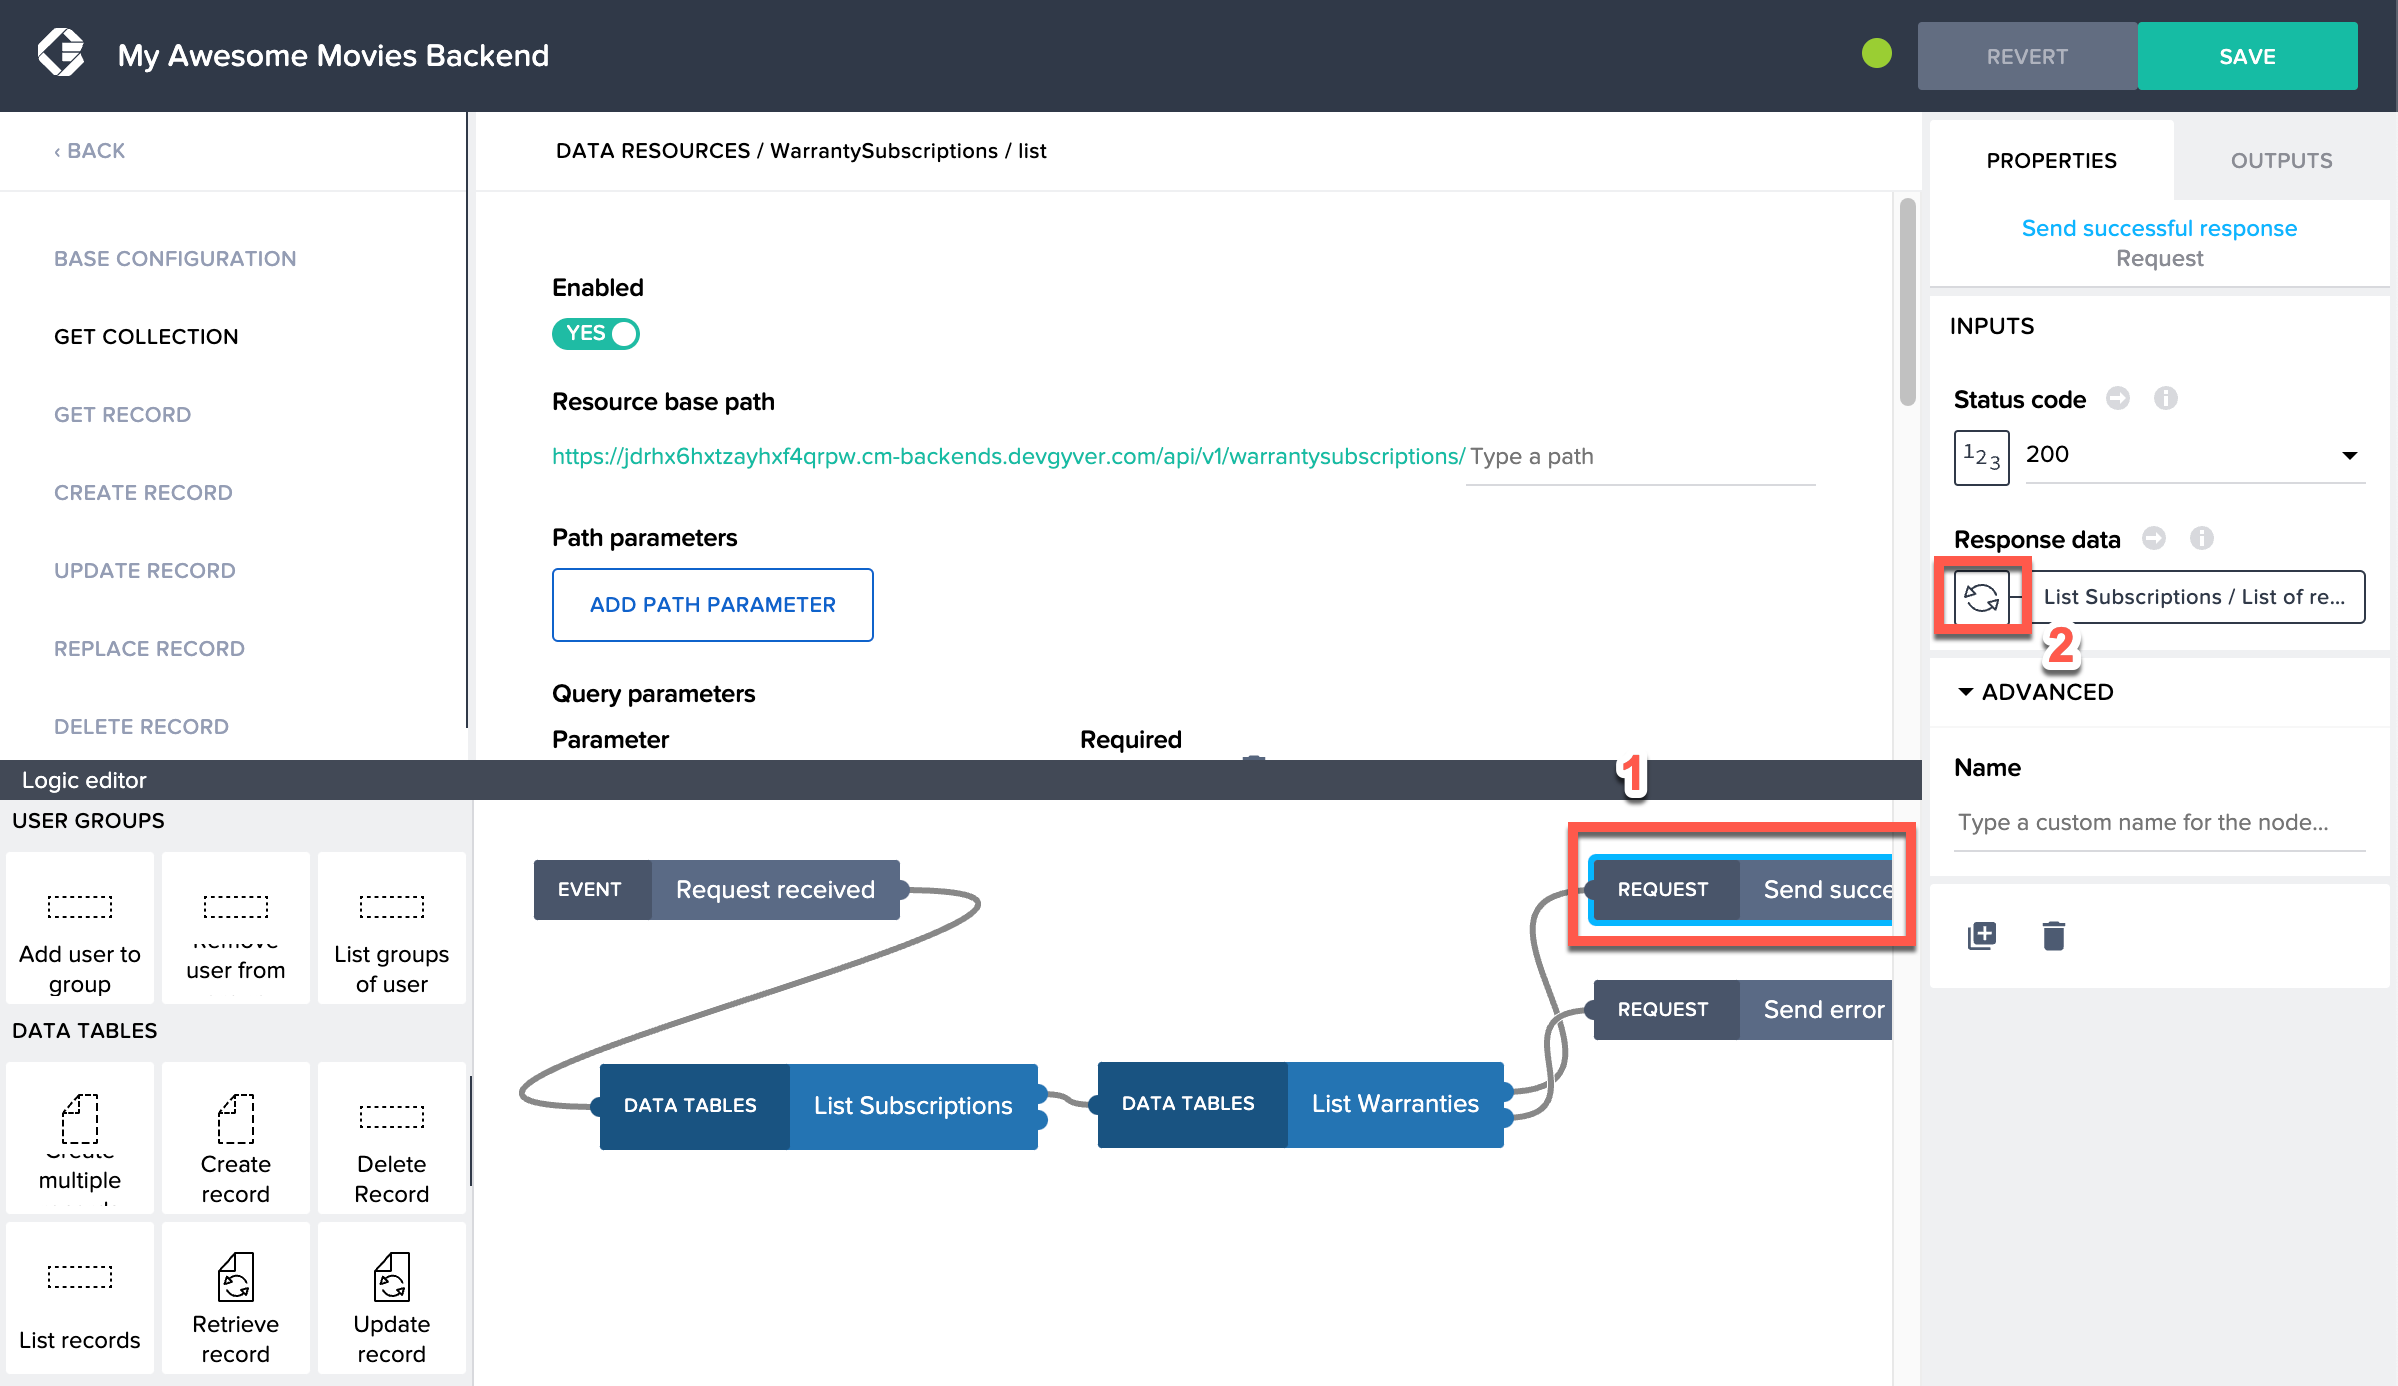 My Awesome Movies Backend
REVERT
SAVE
‹ BACK
BASE CONFIGURATION
GET COLLECTION
GET RECORD
CREATE RECORD
UPDATE RECORD
REPLACE RECORD
DELETE RECORD
DATA RESOURCES / WarrantySubscriptions / list
Enabled
YES
Resource base path
https://jdrhx6hxtzayhxf4qrpw.cm-backends.devgyver.com/api/v1/warrantysubscriptions/ Type a path
Path parameters
ADD PATH PARAMETER
Query parameters
Parameter Required
PROPERTIES
OUTPUTS
Send successful response
Request
INPUTS
Status code
123 200
Response data
List Subscriptions / List of re...
2
ADVANCED
Name
Type a custom name for the node...
Logic editor
1
USER GROUPS
Add user to
group
user from
List groups
of user
DATA TABLES
multiple
Create
record
Delete
Record
List records
Retrieve
record
Update
record
EVENT Request received
REQUEST Send succe
REQUEST Send error
DATA TABLES List Subscriptions
DATA TABLES List Warranties